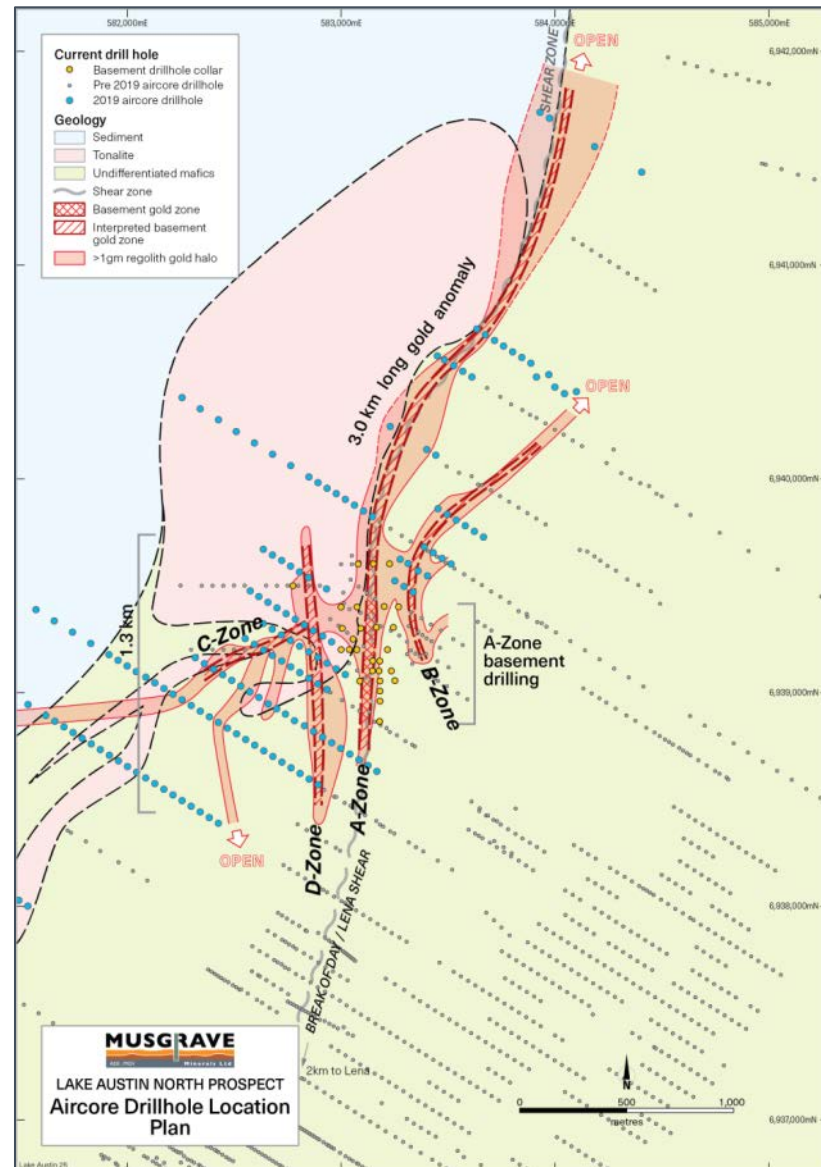 582,000mE
583,000mE
584,000mE
585,000mE
OPEN
6,942,000mN
SHEAR ZONE
Current drill hole
Basement drillhole collar
Pre 2019 aircore drillhole
2019 aircore drillhole
Geology
Sediment
Tonalite
Undifferentiated mafics
Shear zone
Basement gold zone
Interpreted basement
gold zone
>1gm regolith gold halo
6,941,000mN
3.0 km long gold anomaly
OPEN
6,940,000mN
1.3 km
C-Zone
A-Zone
basement
drilling
B-Zone
6,939,000mN
A-Zone
D-Zone
OPEN
BREAK OF DAY / LENA SHEAR
6,938,000mN
2km to Lena
MUSGRAVE
Minerals Ltd
LAKE AUSTIN NORTH PROSPECT
Aircore Drillhole Location
Plan
N
0 500 1,000
metres
6,937,000mN
Lake Austin 25